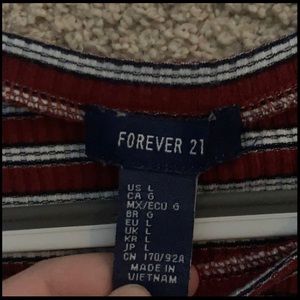 FOREVER 21
US L
CA G
MX/ECU G
BR G
EU L
UK L
KR L
JP L
CN 170/92A
MADE IN
VIETNAM